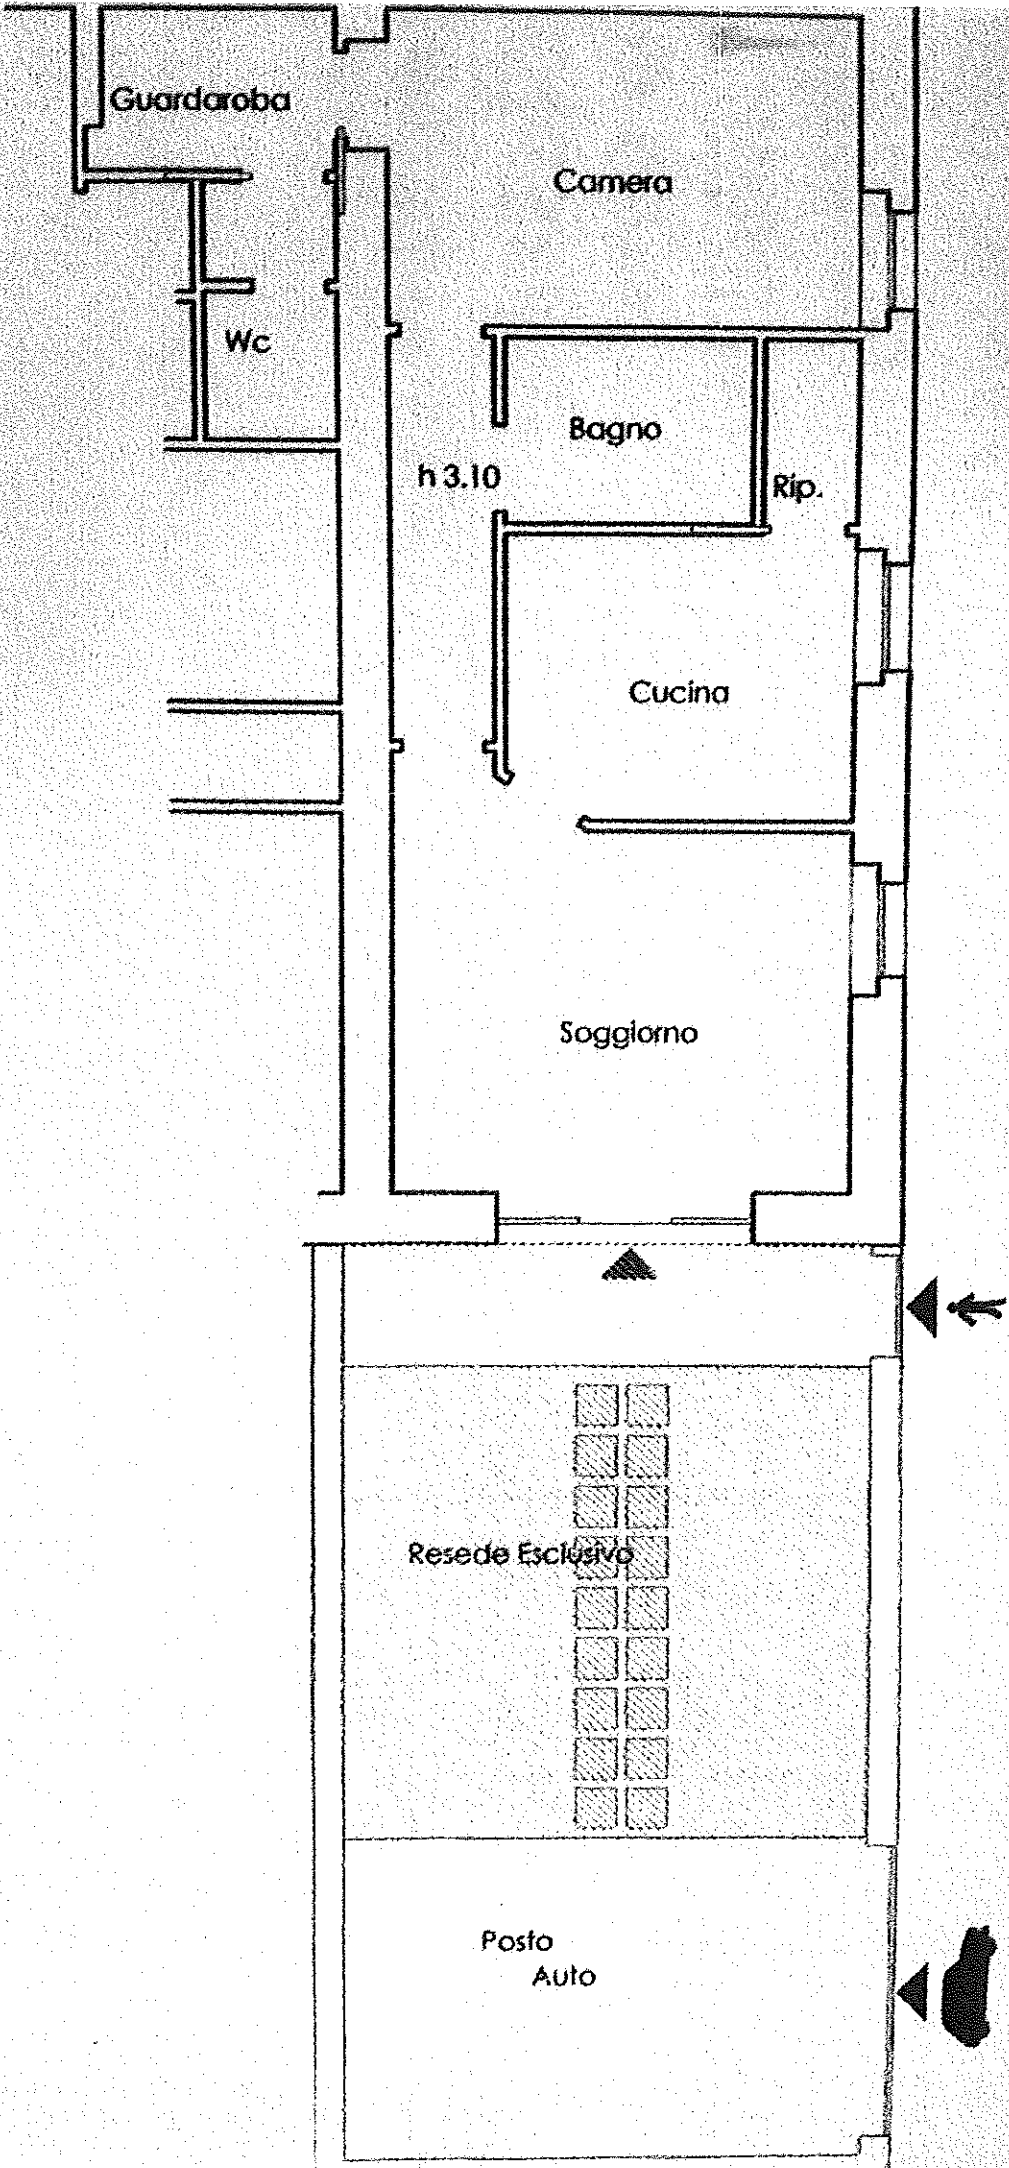 Guardaroba
Camera
Wc
Bagno
h 3.10
Rip.
Cucina
Soggiorno
Resede Esclusivo
Posto
Auto